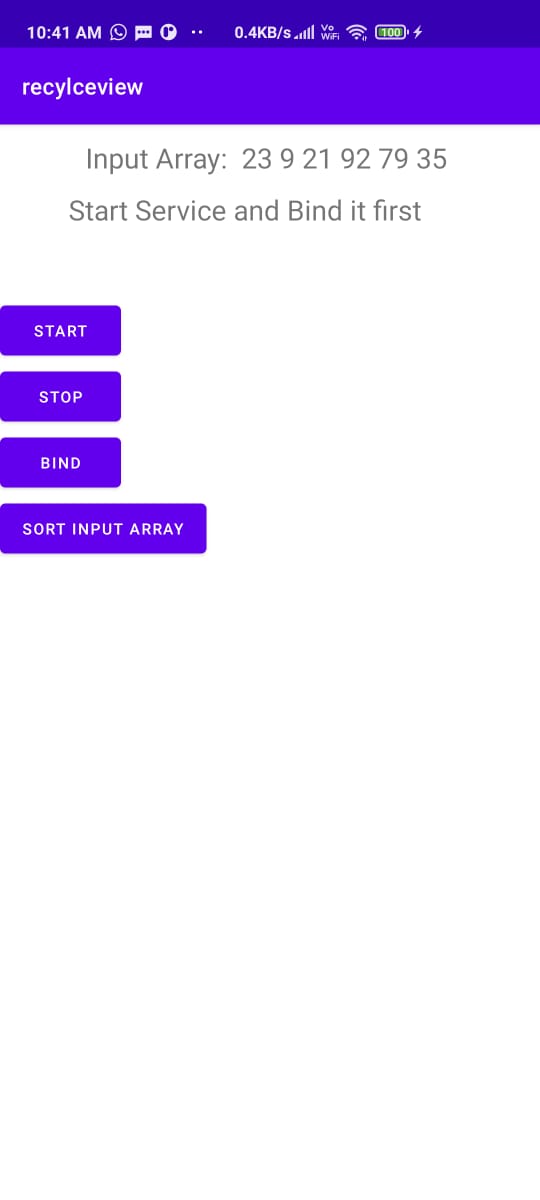 10:41 AM 0.4KB/s Vo WiFi 100
recylceview
Input Array: 23 9 21 92 79 35
Start Service and Bind it first
START
STOP
BIND
SORT INPUT ARRAY